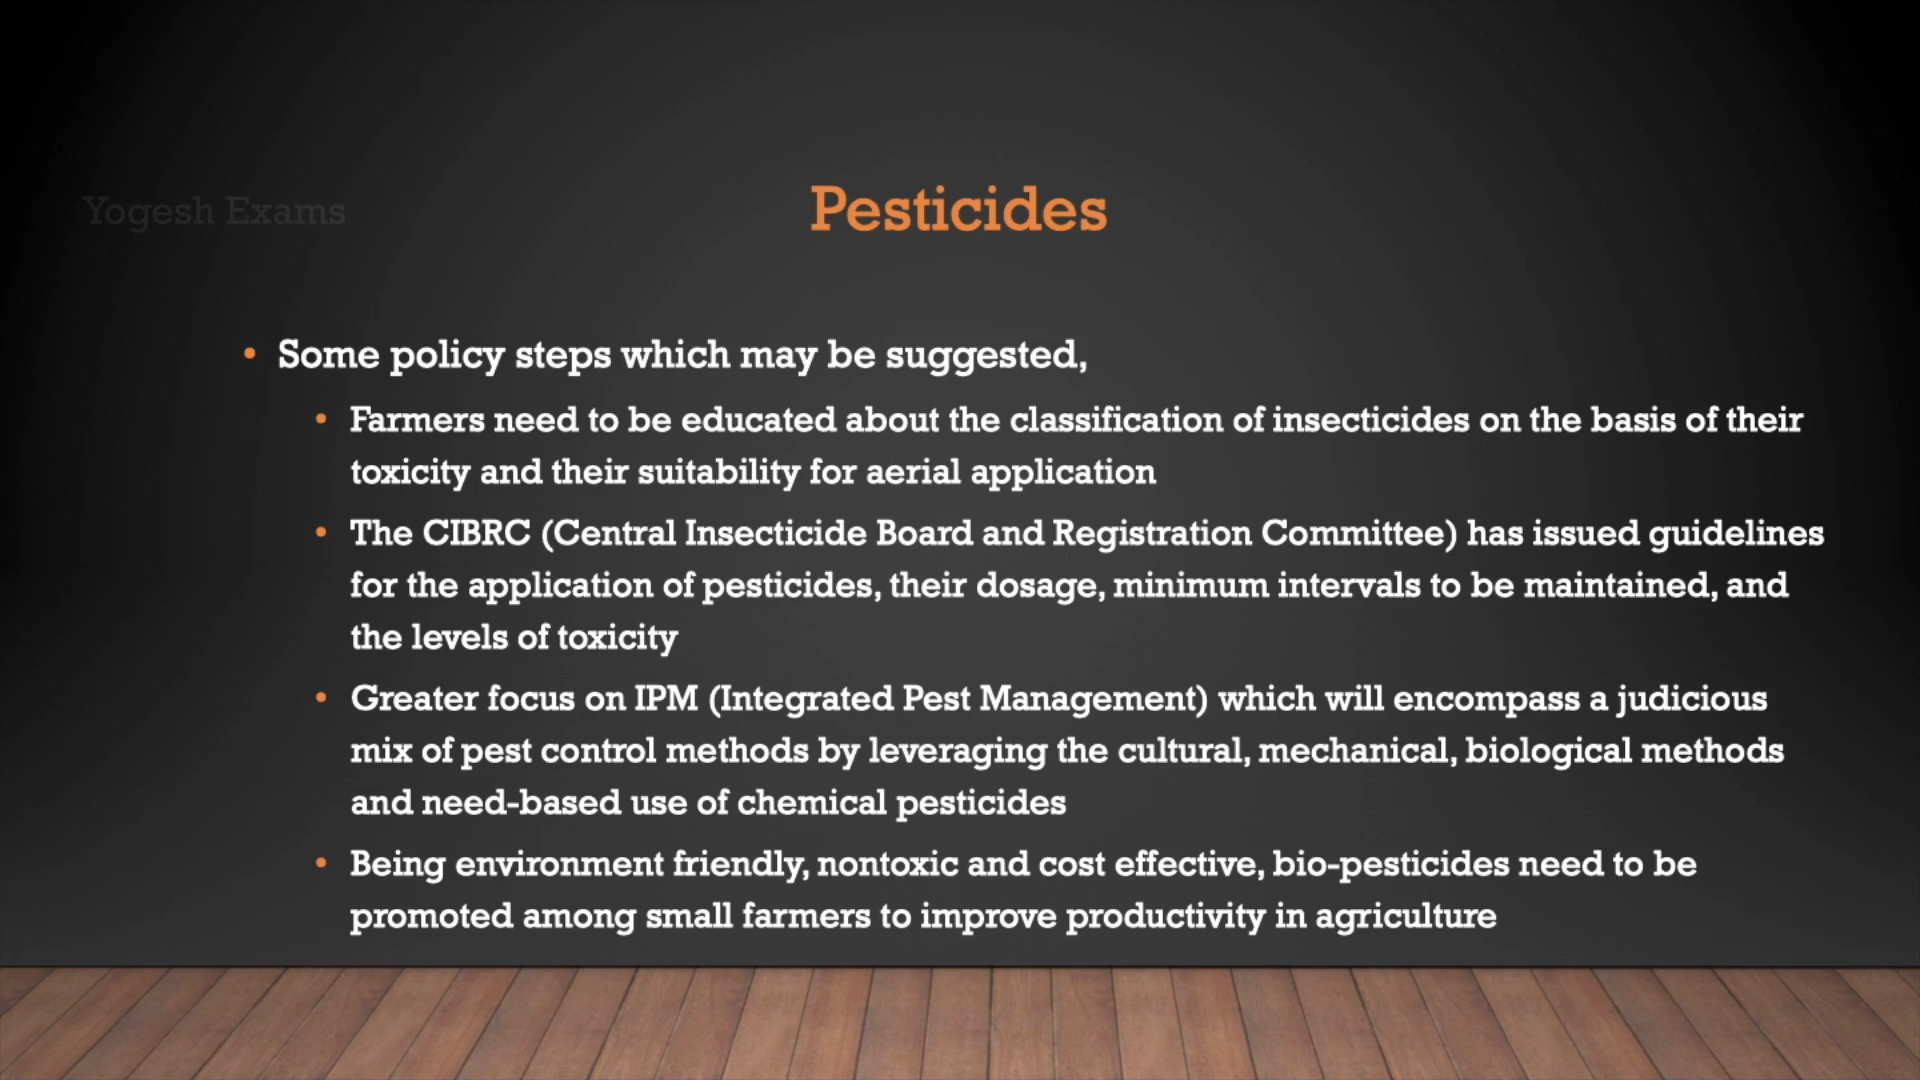 Yogesh Exams
Pesticides
• Some policy steps which may be suggested,
• Farmers need to be educated about the classification of insecticides on the basis of their
toxicity and their suitability for aerial application
• The CIBRC (Central Insecticide Board and Registration Committee) has issued guidelines
for the application of pesticides, their dosage, minimum intervals to be maintained, and
the levels of toxicity
• Greater focus on IPM (Integrated Pest Management) which will encompass a judicious
mix of pest control methods by leveraging the cultural, mechanical, biological methods
and need-based use of chemical pesticides
• Being environment friendly, nontoxic and cost effective, bio-pesticides need to be
promoted among small farmers to improve productivity in agriculture